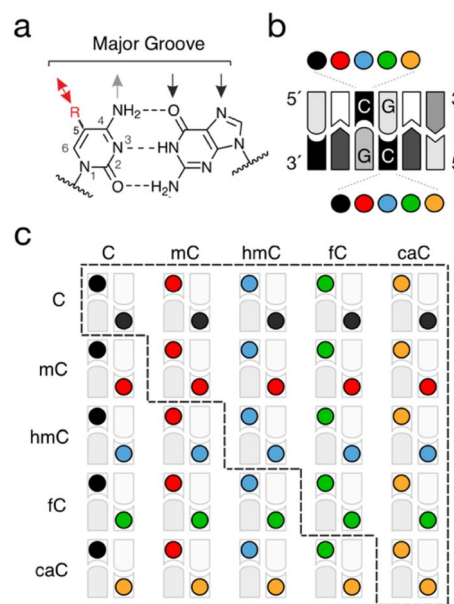 a
Major Groove
R
NH₂
O
N
5
4
6
N
3
HN
N
N
1
2
N
O
H₂N
b
5´ C G 3´
3´ G C 5´
c
C mC hmC fC caC
C
mC
hmC
fC
caC